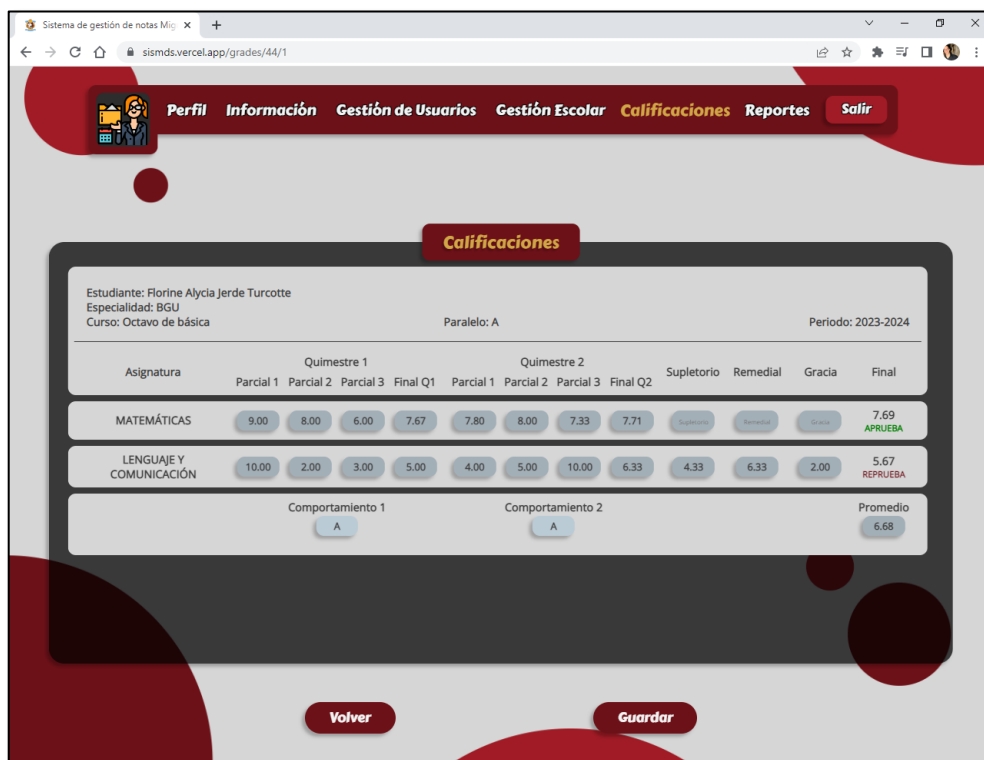 Sistema de gestión de notas Mig
sismds.vercel.app/grades/44/1
Perfil Información Gestión de Usuarios Gestión Escolar Calificaciones Reportes Salir
Calificaciones
Estudiante: Florine Alycia Jerde Turcotte
Especialidad: BGU
Curso: Octavo de básica Paralelo: A Periodo: 2023-2024
Quimestre 1 Quimestre 2
Asignatura Supletorio Remedial Gracia Final
Parcial 1 Parcial 2 Parcial 3 Final Q1 Parcial 1 Parcial 2 Parcial 3 Final Q2
MATEMÁTICAS 9.00 8.00 6.00 7.67 7.80 8.00 7.33 7.71 Supletorio Remedial Gracia 7.69
APRUEBA
LENGUAJE Y
COMUNICACIÓN 10.00 2.00 3.00 5.00 4.00 5.00 10.00 6.33 4.33 6.33 2.00 5.67
REPRUEBA
Comportamiento 1 Comportamiento 2 Promedio
A A 6.68
Volver Guardar